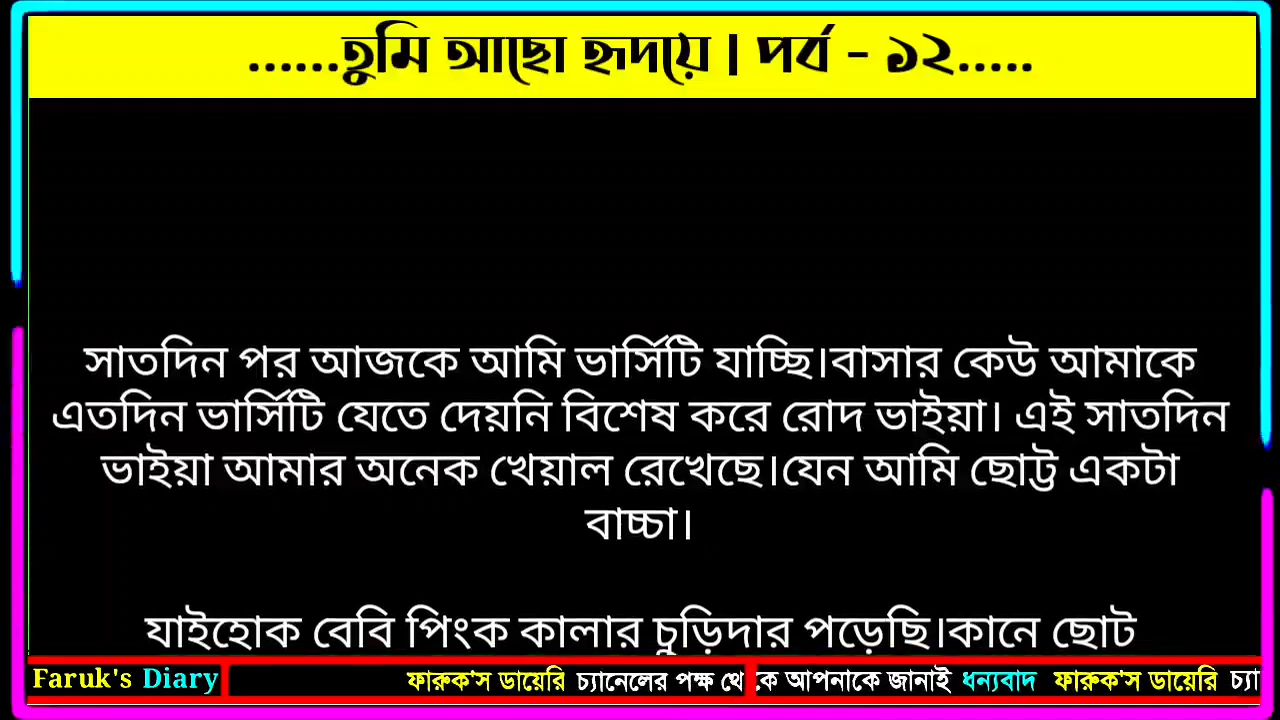 ......তুমি আছো হৃদয়ে | পর্ব - ১২.....
সাতদিন পর আজকে আমি ভার্সিটি যাচ্ছি।বাসার কেউ আমাকে
এতদিন ভার্সিটি যেতে দেয়নি বিশেষ করে রোদ ভাইয়া। এই সাতদিন
ভাইয়া আমার অনেক খেয়াল রেখেছে।যেন আমি ছোট্ট একটা
বাচ্চা।
যাইহোক বেবি পিংক কালার চুড়িদার পড়েছি।কানে ছোট
Faruk's Diary ফারুক'স ডায়েরি চ্যানেলের পক্ষ থেকে আপনাকে জানাই ধন্যবাদ ফারুক'স ডায়েরি চ্যা